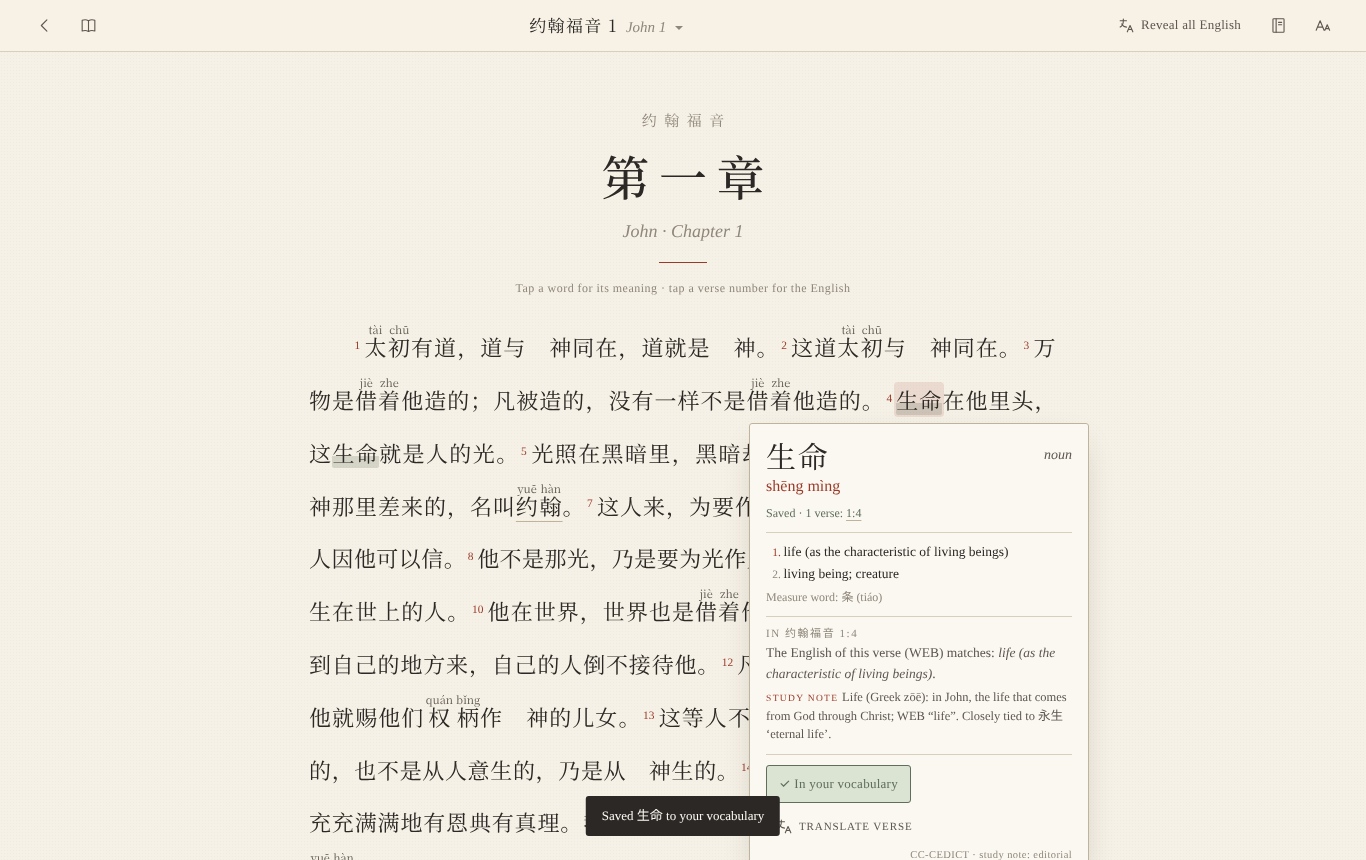 约翰福音 1 John 1
Reveal all English
约翰福音
第一章
John · Chapter 1
Tap a word for its meaning · tap a verse number for the English
tài chū tài chū
1 太初有道，道与　神同在，道就是　神。2 这道太初与　神同在。3 万
jiè zhe jiè zhe
物是借着他造的；凡被造的，没有一样不是借着他造的。4 生命在他里头，
这生命就是人的光。5 光照在黑暗里，黑暗
yuē hàn
神那里差来的，名叫约翰。7 这人来，为要作
人因他可以信。8 他不是那光，乃是要为光作
jiè zhe
生在世上的人。10 他在世界，世界也是借着
到自己的地方来，自己的人倒不接待他。12
quán bǐng
他就赐他们权柄作　神的儿女。13 这等人不
的，也不是从人意生的，乃是从　神生的。14
充充满满地有恩典有真理。
yuē hàn
生命
noun
shēng mìng
Saved · 1 verse: 1:4
1. life (as the characteristic of living beings)
2. living being; creature
Measure word: 条 (tiáo)
IN 约翰福音 1:4
The English of this verse (WEB) matches: life (as the
characteristic of living beings).
STUDY NOTE Life (Greek zōē): in John, the life that comes
from God through Christ; WEB “life”. Closely tied to 永生
‘eternal life’.
In your vocabulary
TRANSLATE VERSE
CC-CEDICT · study note: editorial
Saved 生命 to your vocabulary